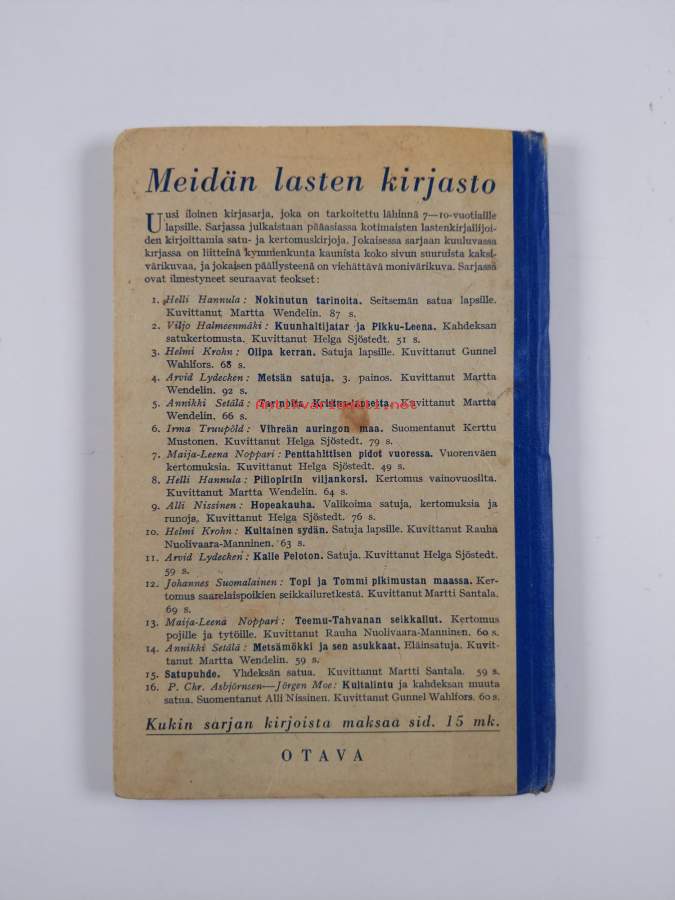 Meidän lasten kirjasto
Uusi iloinen kirjasarja, joka on tarkoitettu lähinnä 7—10-vuotiaille
lapsille. Sarjassa julkaistaan pääasiassa kotimaisten lastenkirjailijoi-
den kirjoittamia satu- ja kertomuskirjoja. Jokaisessa sarjaan kuuluvassa
kirjassa on liitteinä kymmenkunta kaunista koko sivun suuruista kaksi-
värikuvaa, ja jokaisen päällysteenä on viehättävä monivärikuva. Sarjassa
ovat ilmestyneet seuraavat teokset:
1. Helli Hannula: Nokinutun tarinoita. Seitsemän satua lapsille.
Kuvittanut Martta Wendelin. 87 s.
2. Viljo Halmeenmäki: Kuunhaltijatar ja Pikku-Leena. Kahdeksan
satukertomusta. Kuvittanut Helga Sjöstedt. 51 s.
3. Helmi Krohn: Olipa kerran. Satuja lapsille. Kuvittanut Gunnel
Wahlfors. 68 s.
4. Arvid Lydecken: Metsän satuja. 3. painos. Kuvittanut Martta
Wendelin. 92 s.
5. Annikki Setälä: Tarinoita Kristus-lapsesta. Kuvittanut Martta
Antikvariaatti.net
Wendelin. 66 s.
6. Irma Truupöld: Vihreän auringon maa. Suomentanut Kerttu
Mustonen. Kuvittanut Helga Sjöstedt. 79 s.
7. Maija-Leena Noppari: Penttahittisen pidot vuoressa. Vuorenväen
kertomuksia. Kuvittanut Helga Sjöstedt. 49 s.
8. Helli Hannula: Pillopirtin viljankorsi. Kertomus vainovuosilta.
Kuvittanut Martta Wendelin. 64 s.
9. Alli Nissinen: Hopeakauha. Valikoima satuja, kertomuksia ja
runoja. Kuvittanut Helga Sjöstedt. 76 s.
10. Helmi Krohn: Kultainen sydän. Satuja lapsille. Kuvittanut Rauha
Nuolivaara-Manninen. 63 s.
11. Arvid Lydecken: Kalle Peloton. Satuja. Kuvittanut Helga Sjöstedt.
59 s.
12. Johannes Suomalainen: Topi ja Tommi pikimustan maassa. Ker-
tomus saarelaispoikien seikkailuretkestä. Kuvittanut Martti Santala.
69 s.
13. Maija-Leena Noppari: Teemu-Tahvanan seikkailut. Kertomus
pojille ja tytöille. Kuvittanut Rauha Nuolivaara-Manninen. 60 s.
14. Annikki Setälä: Metsämökki ja sen asukkaat. Eläinsatuja. Kuvit-
tanut Martta Wendelin. 59 s.
15. Satupuhde. Yhdeksän satua. Kuvittanut Martti Santala. 59 s.
16. P. Chr. Asbjörnsen—Jörgen Moe: Kultalintu ja kahdeksan muuta
satua. Suomentanut Alli Nissinen. Kuvittanut Gunnel Wahlfors. 60 s.
Kukin sarjan kirjoista maksaa sid. 15 mk.
OTAVA